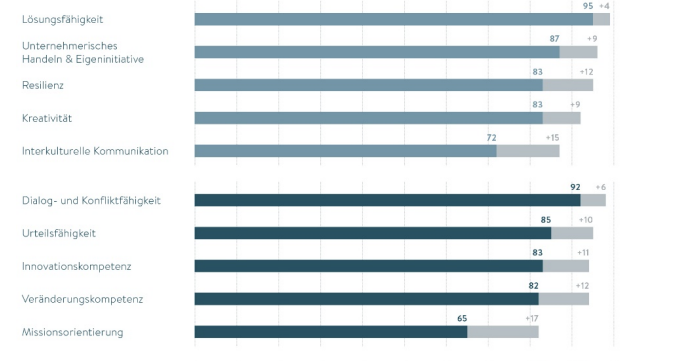 95 +4
Lösungsfähigkeit
87 +9
Unternehmerisches
Handeln & Eigeninitiative
83 +12
Resilienz
83 +9
Kreativität
72 +15
Interkulturelle Kommunikation
92 +6
Dialog- und Konfliktfähigkeit
85 +10
Urteilsfähigkeit
83 +11
Innovationskompetenz
82 +12
Veränderungskompetenz
65 +17
Missionsorientierung